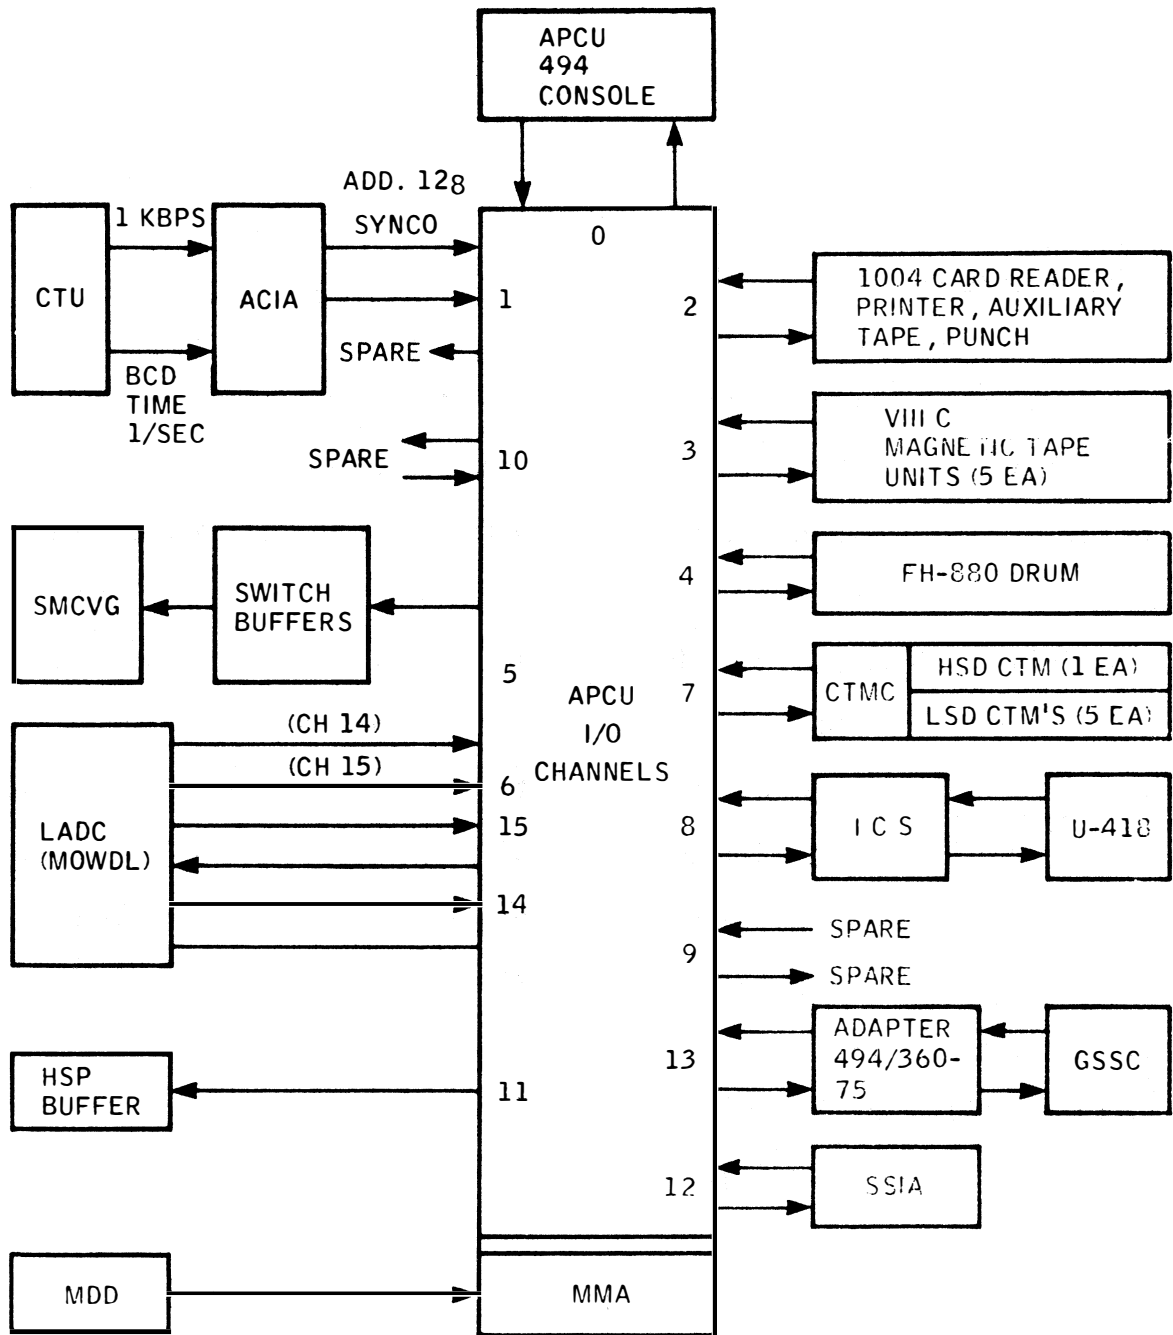 APCU
494
CONSOLE
ADD. 128
1 KBPS
SYNCO
0
CTU
ACIA
1
2
1004 CARD READER,
PRINTER, AUXILIARY
TAPE, PUNCH
SPARE
BCD
TIME
1/SEC
SPARE
10
3
VIII C
MAGNETIC TAPE
UNITS (5 EA)
4
FH-880 DRUM
SMCVG
SWITCH
BUFFERS
5
7
CTMC
HSD CTM (1 EA)
LSD CTM'S (5 EA)
APCU
I/O
CHANNELS
(CH 14)
(CH 15)
6
LADC
(MOWDL)
15
14
8
I C S
U-418
9
SPARE
SPARE
HSP
BUFFER
11
13
ADAPTER
494/360-
75
GSSC
12
SSIA
MDD
MMA